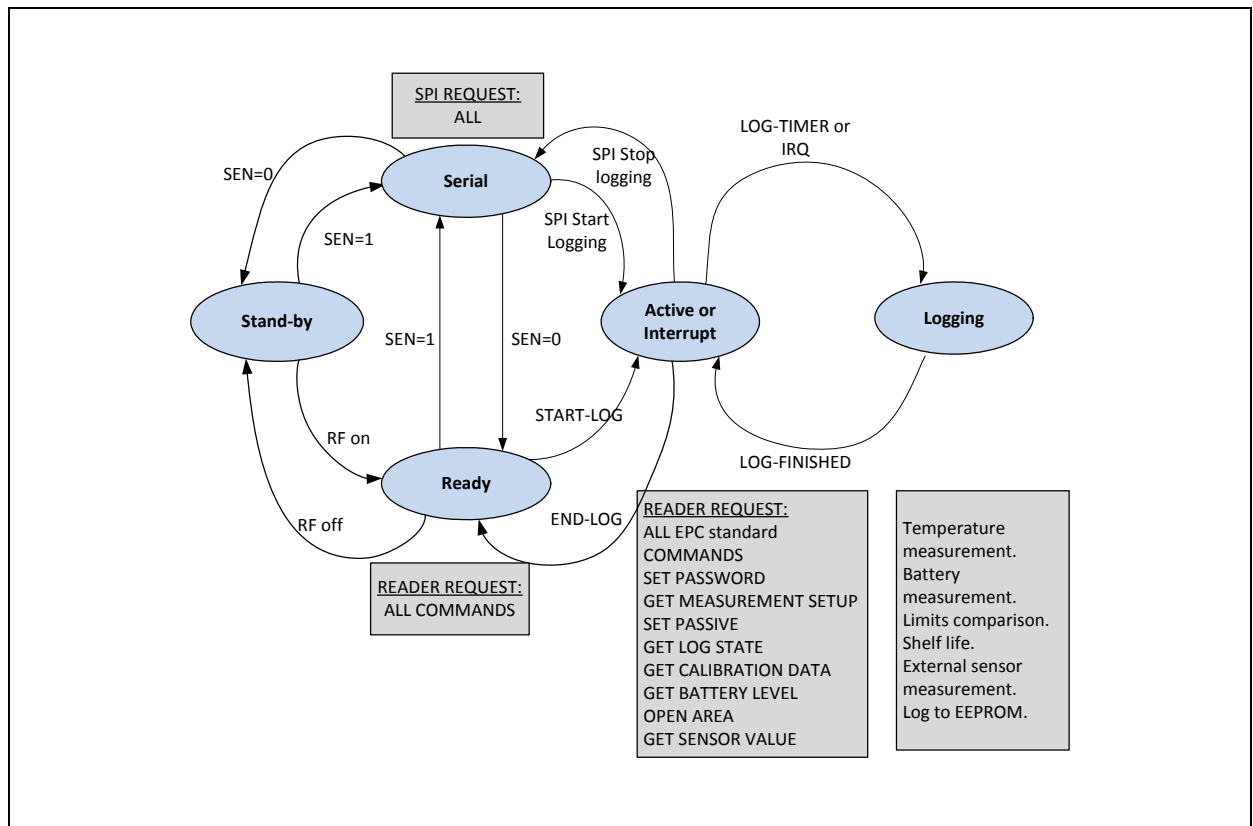 SPI REQUEST:
ALL
LOG-TIMER or
IRQ
SPI Stop
logging
SEN=0
Serial
SPI Start
Logging
SEN=1
Stand-by
Active or
Interrupt
Logging
SEN=1
SEN=0
START-LOG
RF on
LOG-FINISHED
Ready
RF off
END-LOG
READER REQUEST:
ALL COMMANDS
READER REQUEST:
ALL EPC standard
COMMANDS
SET PASSWORD
GET MEASUREMENT SETUP
SET PASSIVE
GET LOG STATE
GET CALIBRATION DATA
GET BATTERY LEVEL
OPEN AREA
GET SENSOR VALUE
Temperature
measurement.
Battery
measurement.
Limits comparison.
Shelf life.
External sensor
measurement.
Log to EEPROM.